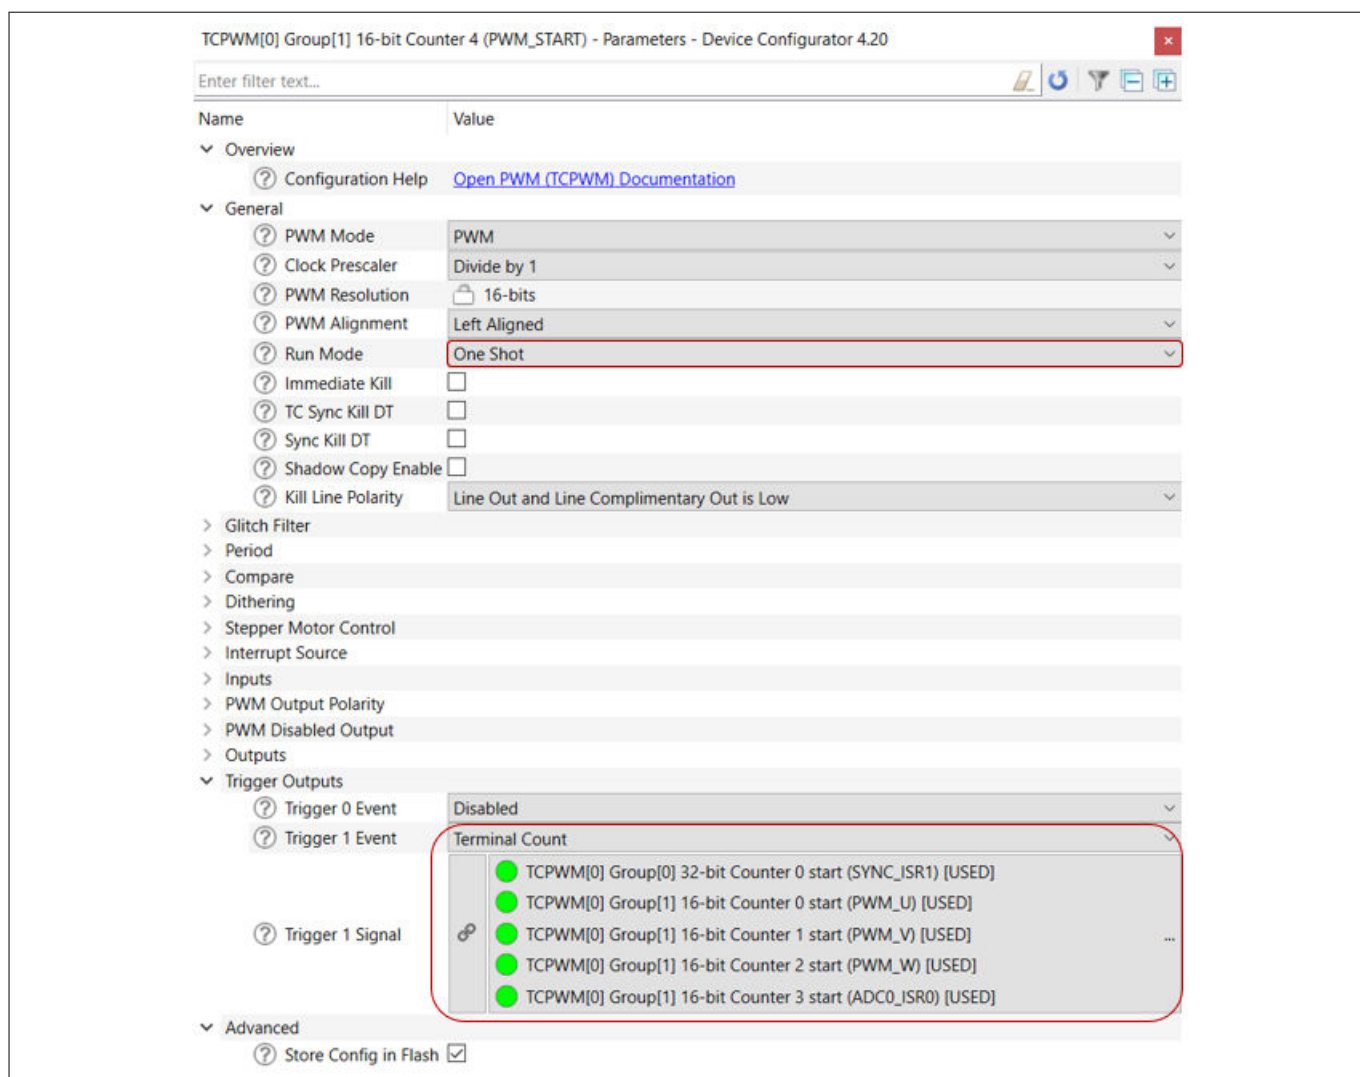 TCPWM[0] Group[1] 16-bit Counter 4 (PWM_START) - Parameters - Device Configurator 4.20
Enter filter text...
Name Value
Overview
Configuration Help Open PWM (TCPWM) Documentation
General
PWM Mode PWM
Clock Prescaler Divide by 1
PWM Resolution 16-bits
PWM Alignment Left Aligned
Run Mode One Shot
Immediate Kill
TC Sync Kill DT
Sync Kill DT
Shadow Copy Enable
Kill Line Polarity Line Out and Line Complimentary Out is Low
Glitch Filter
Period
Compare
Dithering
Stepper Motor Control
Interrupt Source
Inputs
PWM Output Polarity
PWM Disabled Output
Outputs
Trigger Outputs
Trigger 0 Event Disabled
Trigger 1 Event Terminal Count
TCPWM[0] Group[0] 32-bit Counter 0 start (SYNC_ISR1) [USED]
TCPWM[0] Group[1] 16-bit Counter 0 start (PWM_U) [USED]
Trigger 1 Signal TCPWM[0] Group[1] 16-bit Counter 1 start (PWM_V) [USED] ...
TCPWM[0] Group[1] 16-bit Counter 2 start (PWM_W) [USED]
TCPWM[0] Group[1] 16-bit Counter 3 start (ADC0_ISR0) [USED]
Advanced
Store Config in Flash